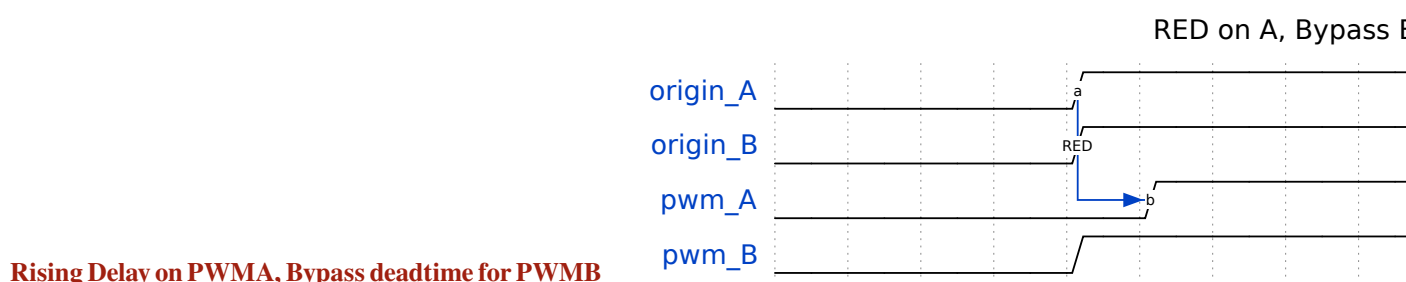 RED on A, Bypass
origin_A
a
origin_B
RED
pwm_A
b
pwm_B
Rising Delay on PWMA, Bypass deadtime for PWMB